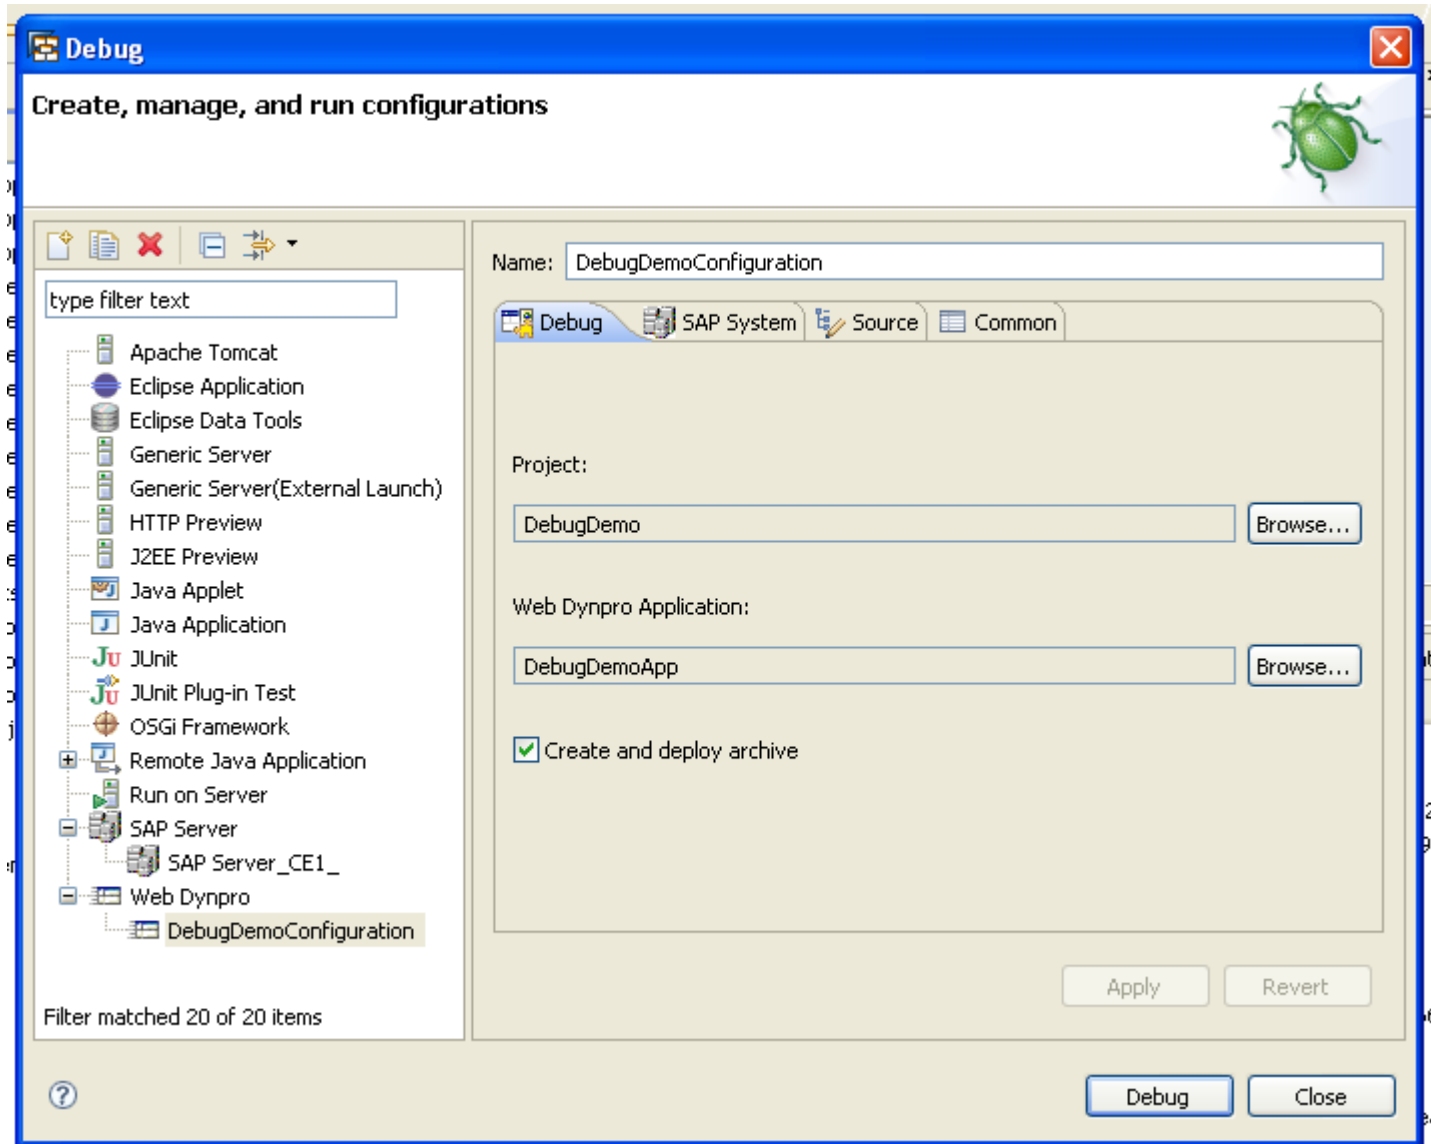 Debug
Create, manage, and run configurations
type filter text
Apache Tomcat
Eclipse Application
Eclipse Data Tools
Generic Server
Generic Server(External Launch)
HTTP Preview
J2EE Preview
Java Applet
Java Application
JUnit
JUnit Plug-in Test
OSGi Framework
Remote Java Application
Run on Server
SAP Server
SAP Server_CE1_
Web Dynpro
DebugDemoConfiguration
Filter matched 20 of 20 items
Name: DebugDemoConfiguration
Debug SAP System Source Common
Project:
DebugDemo Browse...
Web Dynpro Application:
DebugDemoApp Browse...
Create and deploy archive
Apply Revert
Debug Close